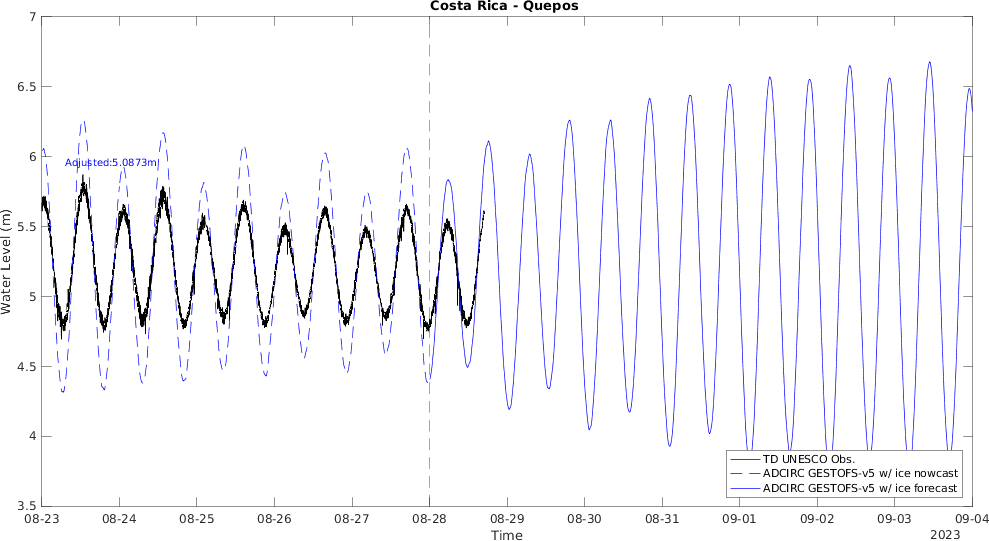 Costa Rica - Quepos
7
6.5
6
5.5
5
4.5
4
3.5
Water Level (m)
Adjusted:5.0873m
TD UNESCO Obs.
ADCIRC GESTOFS-v5 w/ ice nowcast
ADCIRC GESTOFS-v5 w/ ice forecast
08-23 08-24 08-25 08-26 08-27 08-28 08-29 08-30 08-31 09-01 09-02 09-03 09-04
Time
2023